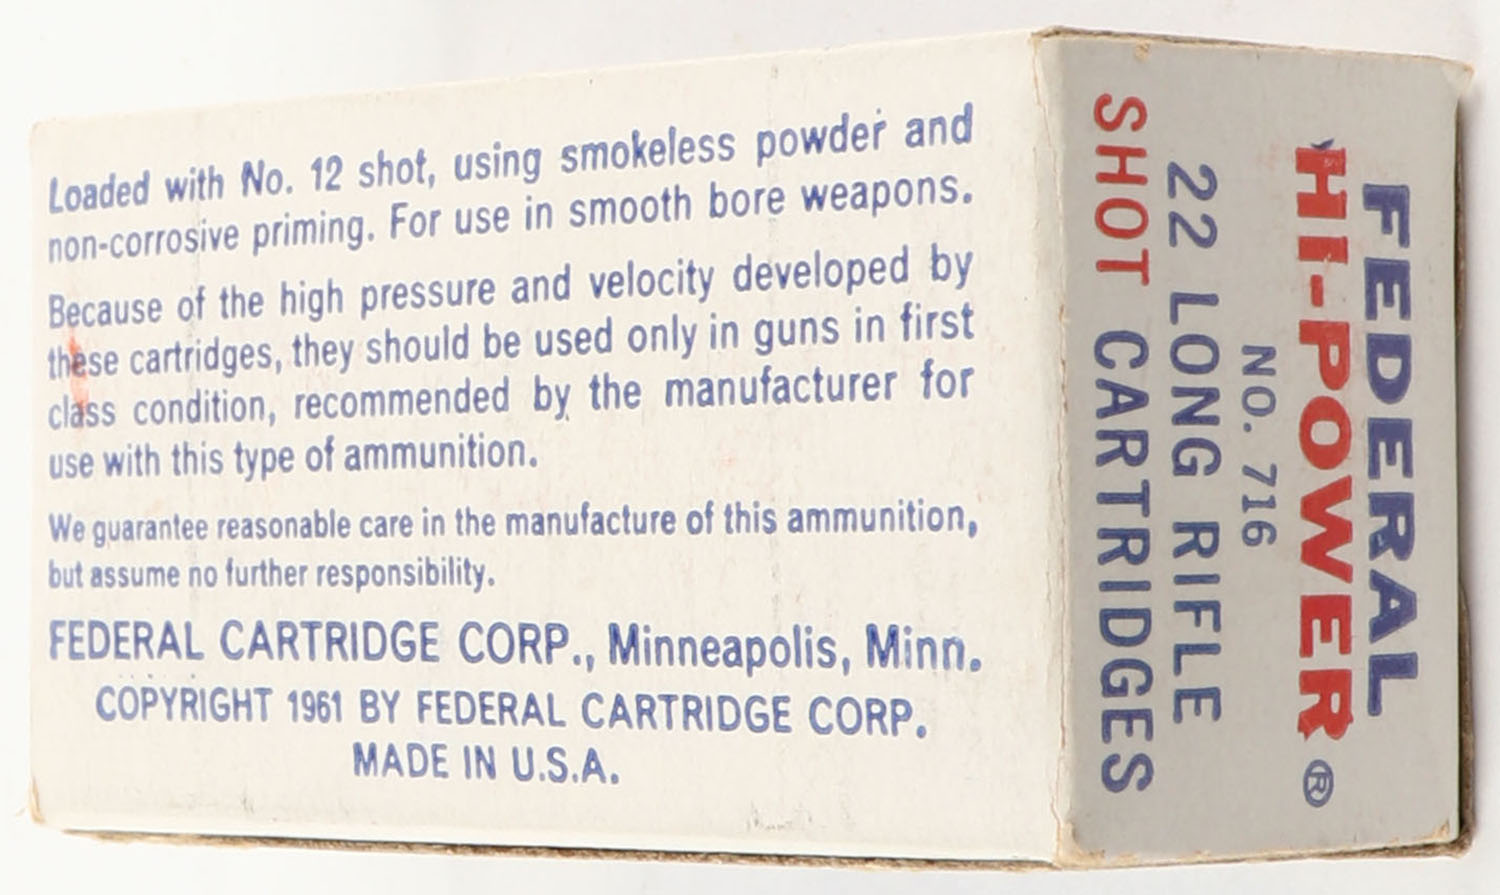 Loaded with No. 12 shot, using smokeless powder and
non-corrosive priming. For use in smooth bore weapons.
Because of the high pressure and velocity developed by
these cartridges, they should be used only in guns in first
class condition, recommended by the manufacturer for
use with this type of ammunition.
We guarantee reasonable care in the manufacture of this ammunition,
but assume no further responsibility.
FEDERAL CARTRIDGE CORP., Minneapolis, Minn.
COPYRIGHT 1961 BY FEDERAL CARTRIDGE CORP.
MADE IN U.S.A.
FEDERAL
HI-POWER®
NO. 716
22 LONG RIFLE
SHOT CARTRIDGES